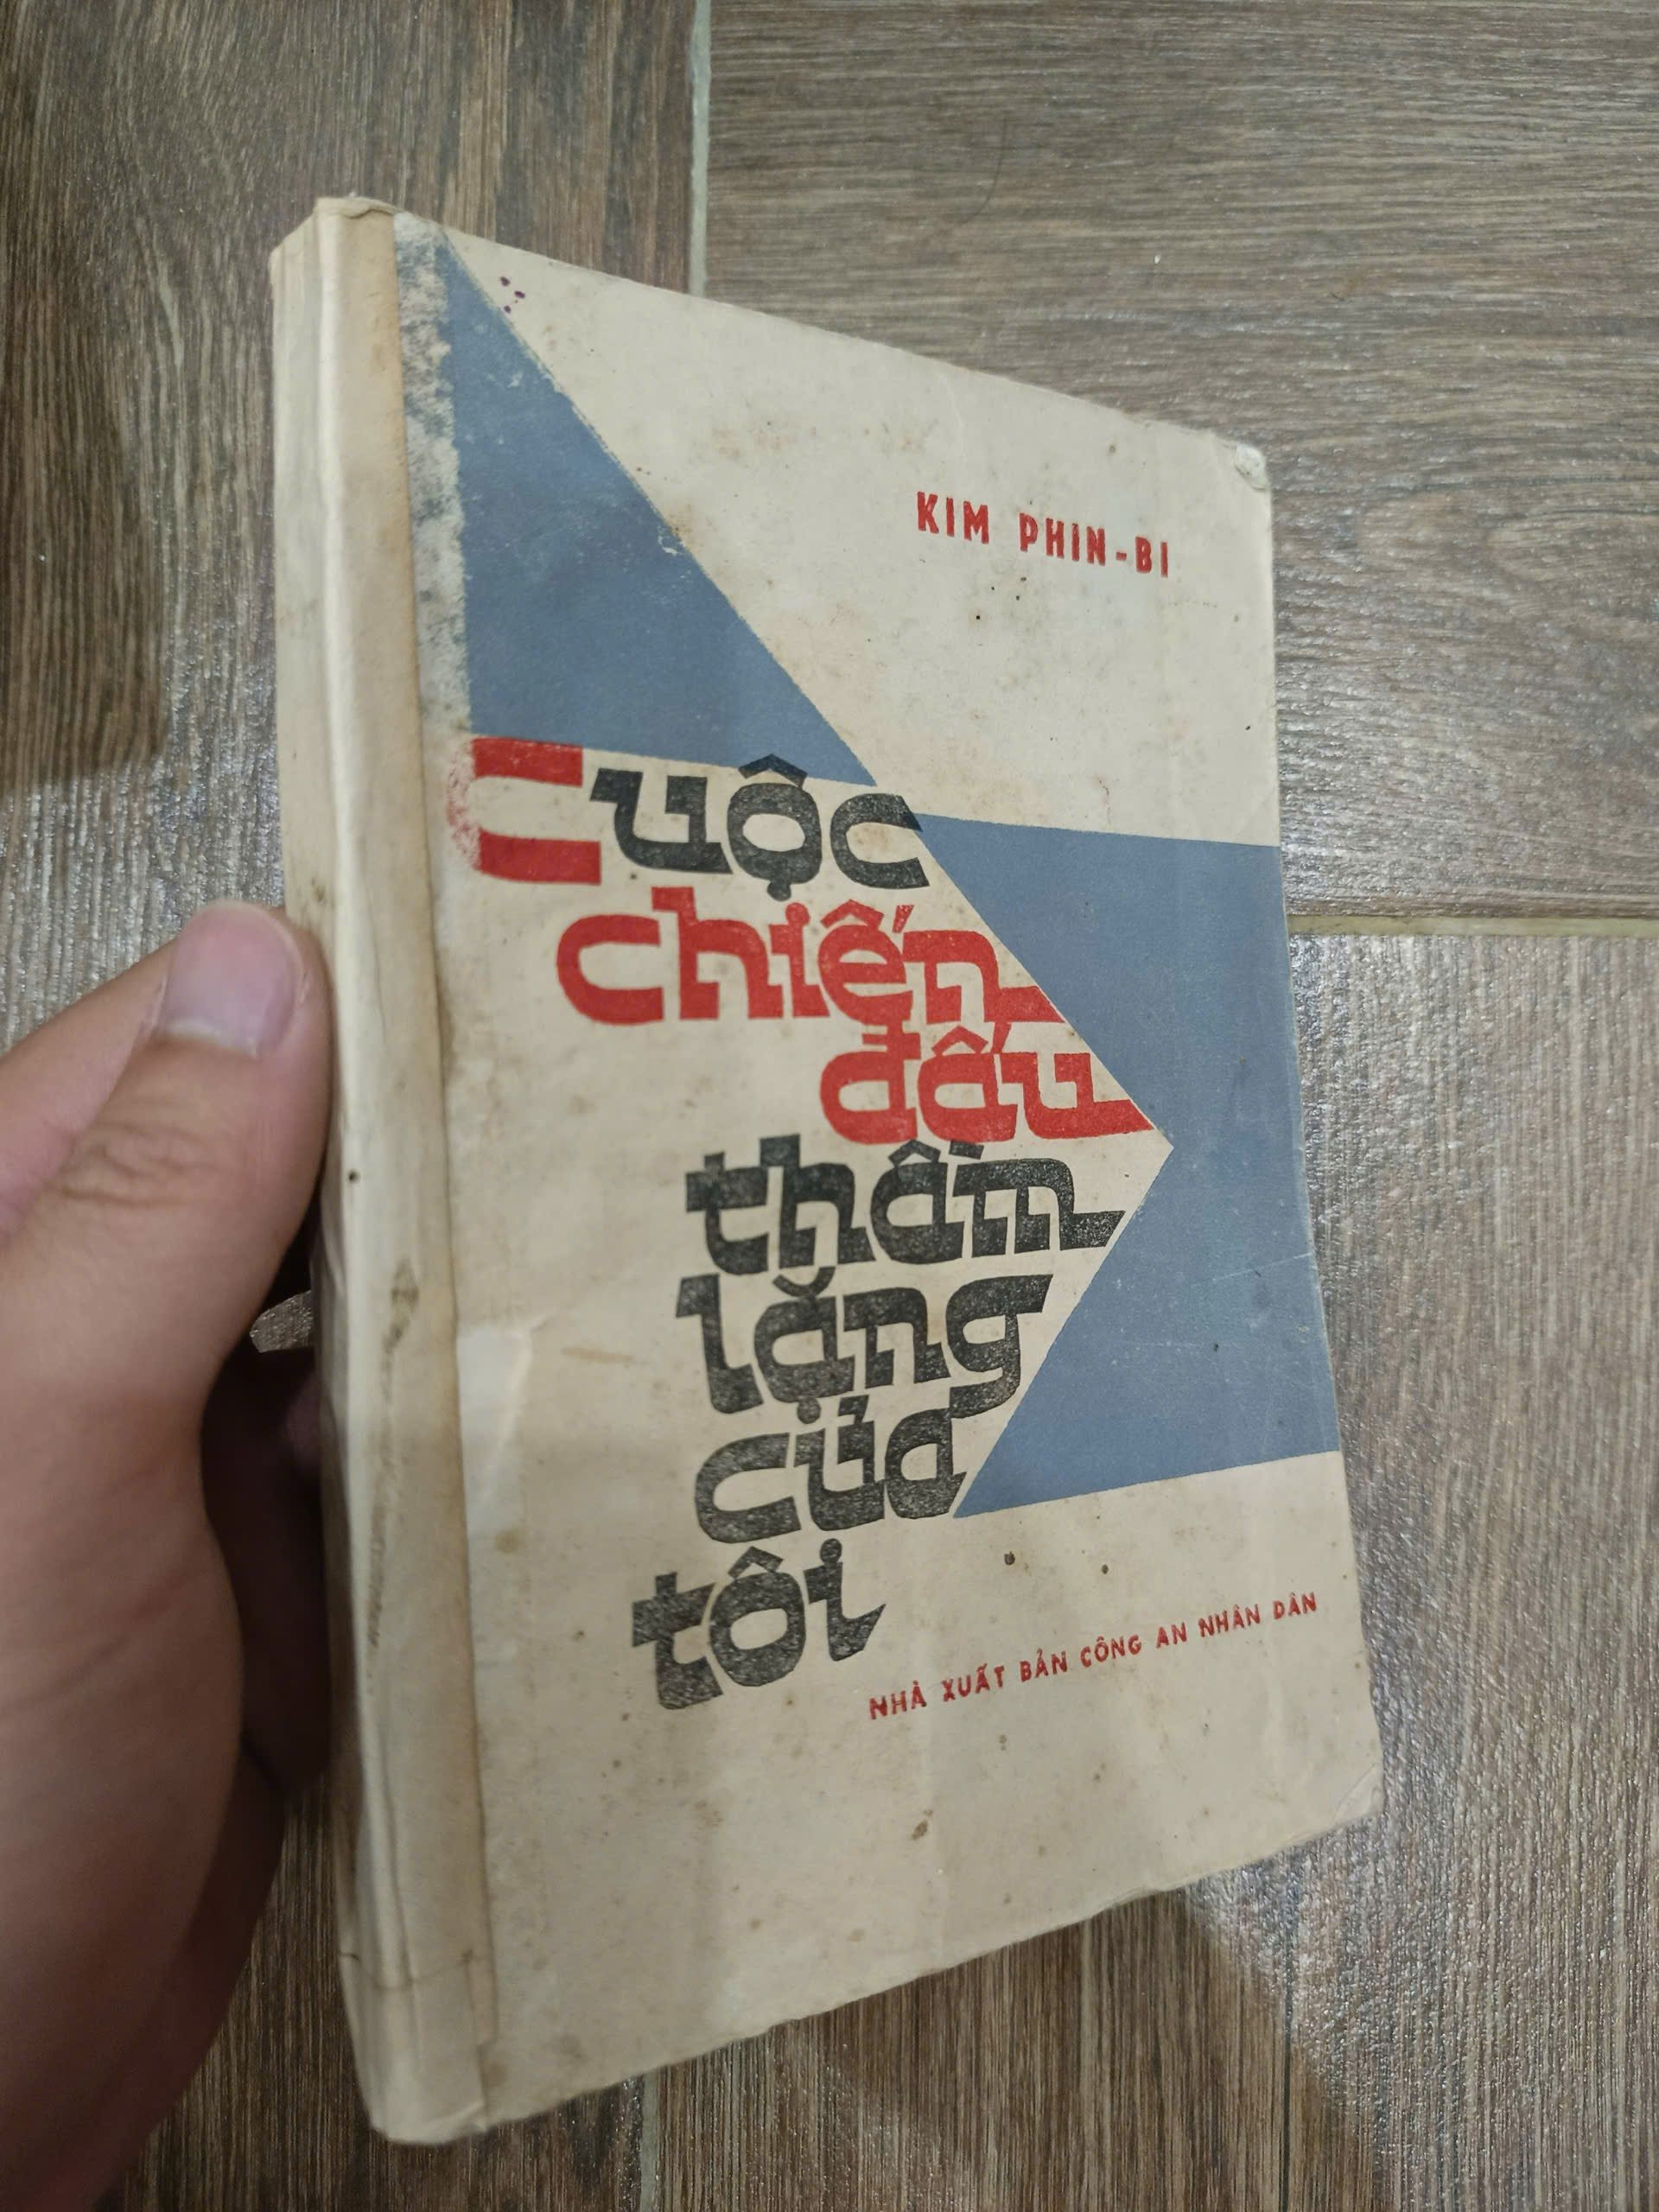 KIM PHIN-BI
Cuộc
chiến
đấu
thầm
lặng
của
tôi
NHÀ XUẤT BẢN CÔNG AN NHÂN DÂN